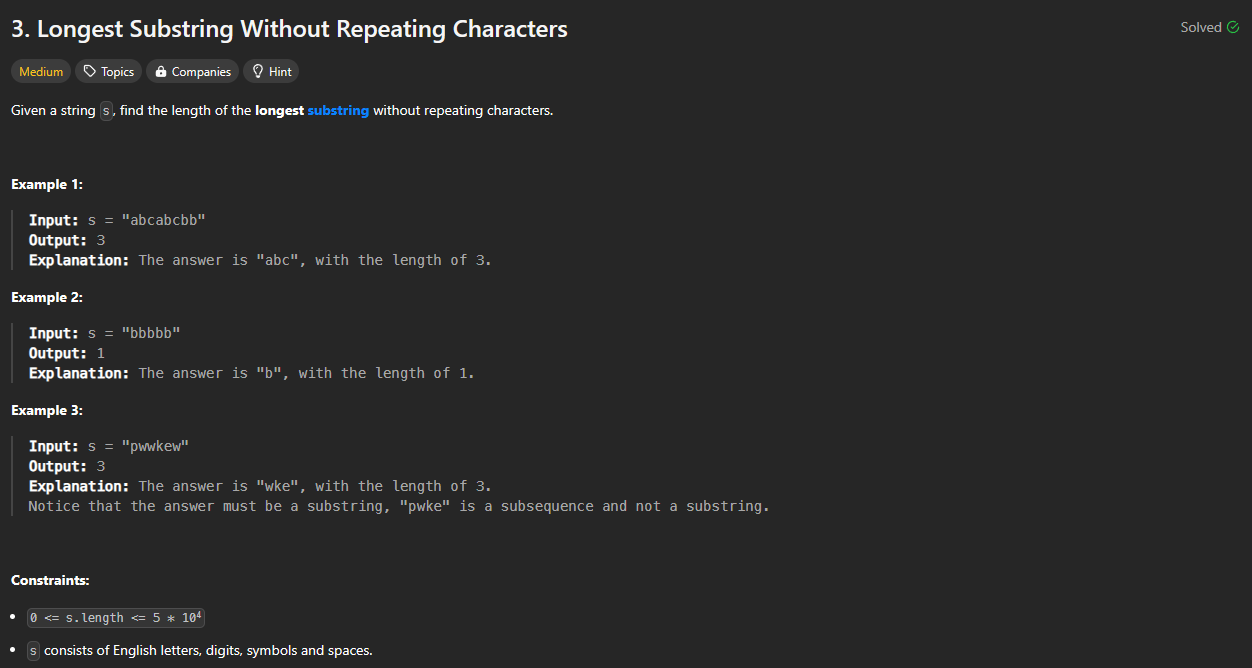 3. Longest Substring Without Repeating Characters
Solved
Medium Topics Companies Hint
Given a string s, find the length of the longest substring without repeating characters.
Example 1:
Input: s = "abcabcbb"
Output: 3
Explanation: The answer is "abc", with the length of 3.
Example 2:
Input: s = "bbbbb"
Output: 1
Explanation: The answer is "b", with the length of 1.
Example 3:
Input: s = "pwwkew"
Output: 3
Explanation: The answer is "wke", with the length of 3.
Notice that the answer must be a substring, "pwke" is a subsequence and not a substring.
Constraints:
• 0 <= s.length <= 5 * 10⁴
• s consists of English letters, digits, symbols and spaces.